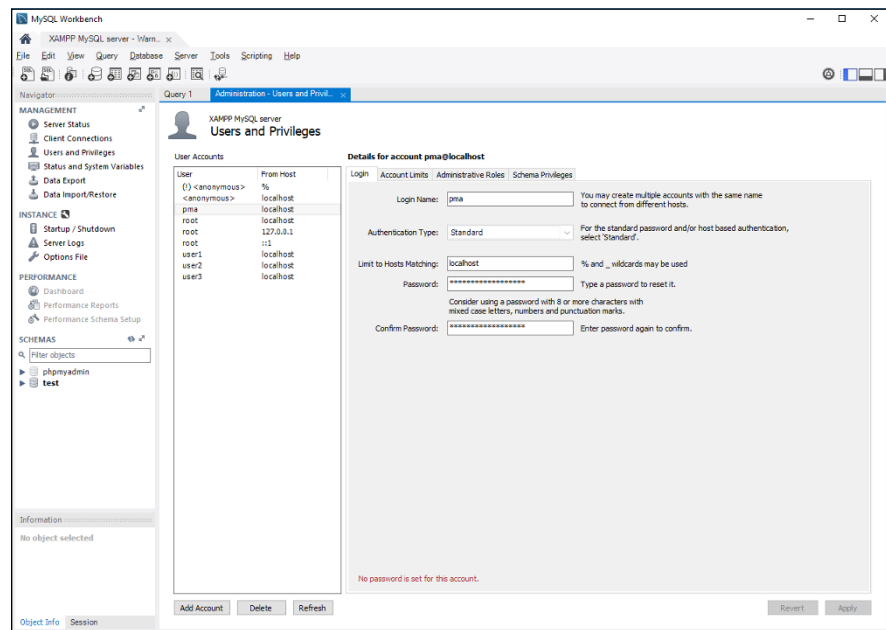 MySQL Workbench
XAMPP MySQL server - Warn...
File Edit View Query Database Server Tools Scripting Help
Navigator
Query 1
Administration - Users and Privil...
MANAGEMENT
Server Status
Client Connections
Users and Privileges
Status and System Variables
Data Export
Data Import/Restore
INSTANCE
Startup / Shutdown
Server Logs
Options File
PERFORMANCE
Dashboard
Performance Reports
Performance Schema Setup
SCHEMAS
Filter objects
phpmyadmin
test
Information
No object selected
Object Info Session
XAMPP MySQL server
Users and Privileges
User Accounts
User From Host
(!) <anonymous> %
<anonymous> localhost
pma localhost
root localhost
root 127.0.0.1
root ::1
user1 localhost
user2 localhost
user3 localhost
Add Account Delete Refresh
Details for account pma@localhost
Login Account Limits Administrative Roles Schema Privileges
Login Name: pma
You may create multiple accounts with the same name
to connect from different hosts.
Authentication Type: Standard
For the standard password and/or host based authentication,
select 'Standard'.
Limit to Hosts Matching: localhost % and _ wildcards may be used
Password: ****************** Type a password to reset it.
Consider using a password with 8 or more characters with
mixed case letters, numbers and punctuation marks.
Confirm Password: ****************** Enter password again to confirm.
No password is set for this account.
Revert Apply